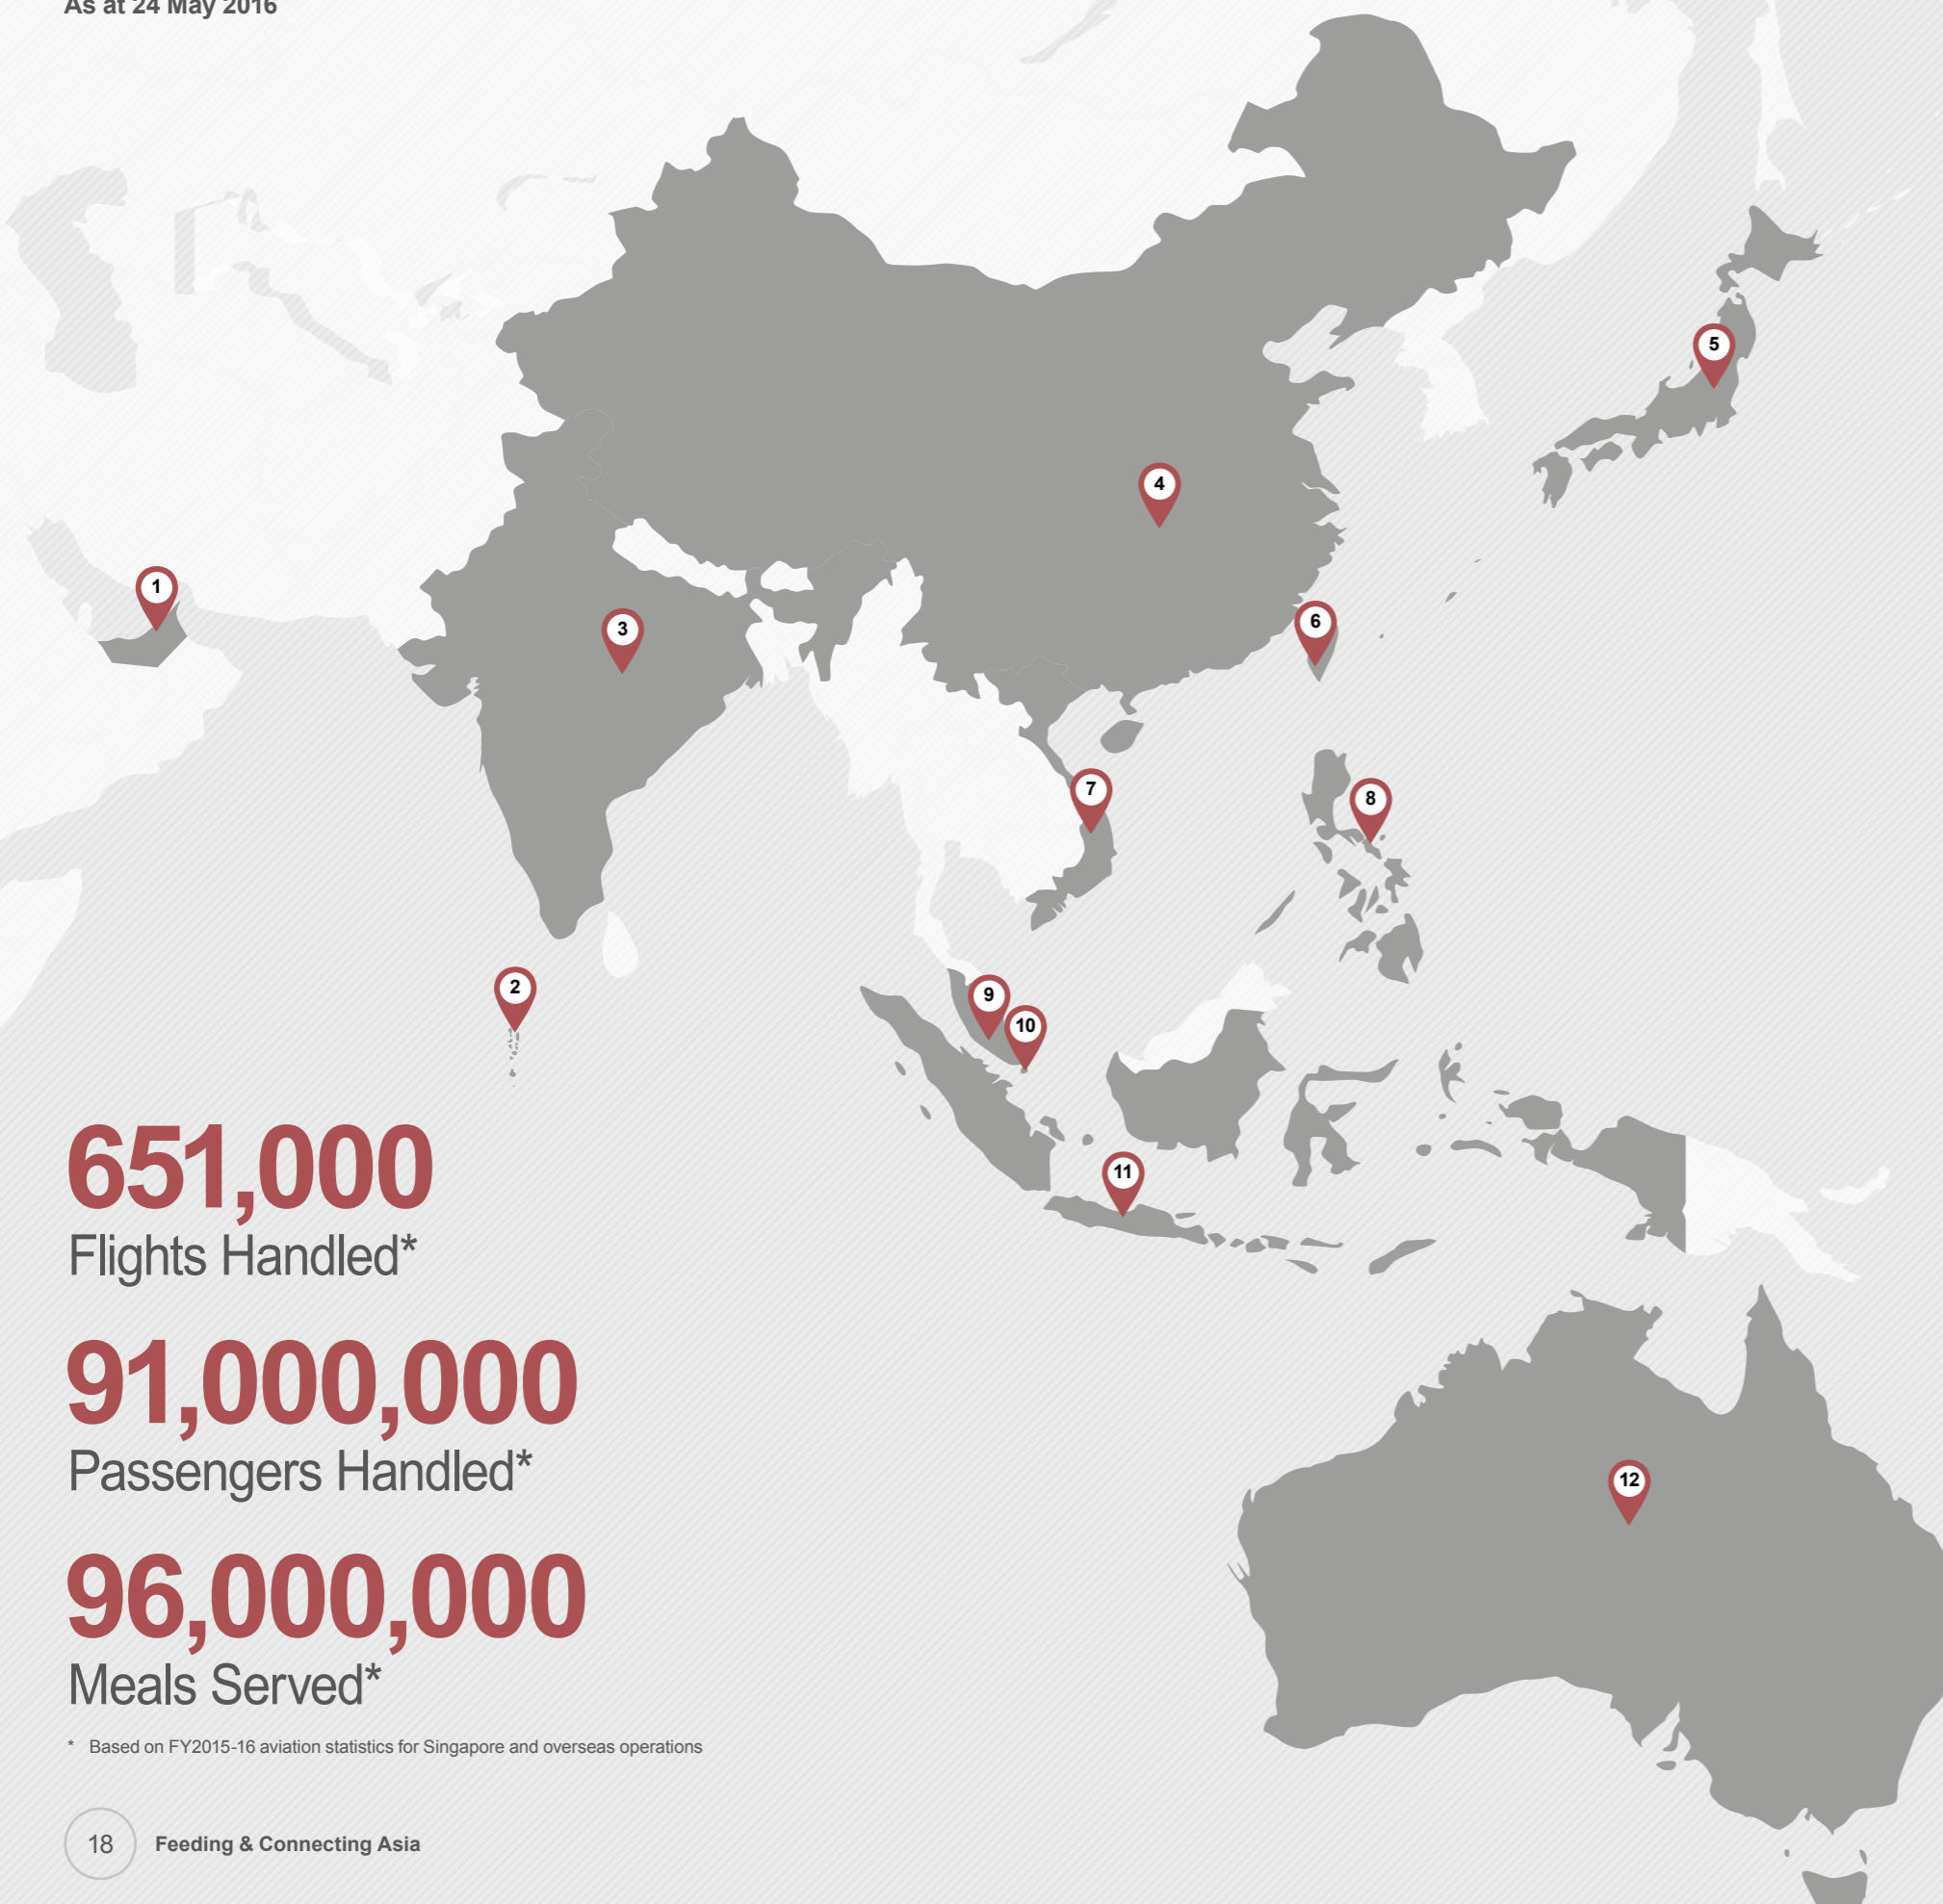 As at 24 May 2016
5
4
1
6
3
7
8
2
9
10
11
12
651,000
Flights Handled*
91,000,000
Passengers Handled*
96,000,000
Meals Served*
* Based on FY2015-16 aviation statistics for Singapore and overseas operations
18 Feeding & Connecting Asia